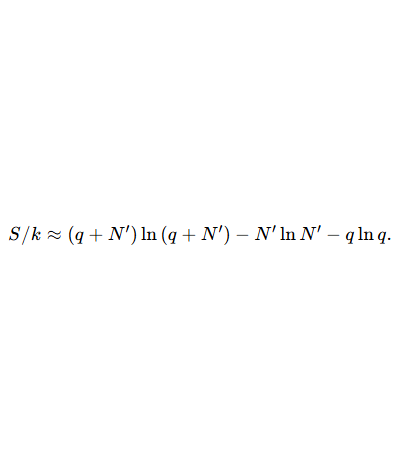 S/k ≈ (q + N′) ln (q + N′) − N′ ln N′ − q ln q.